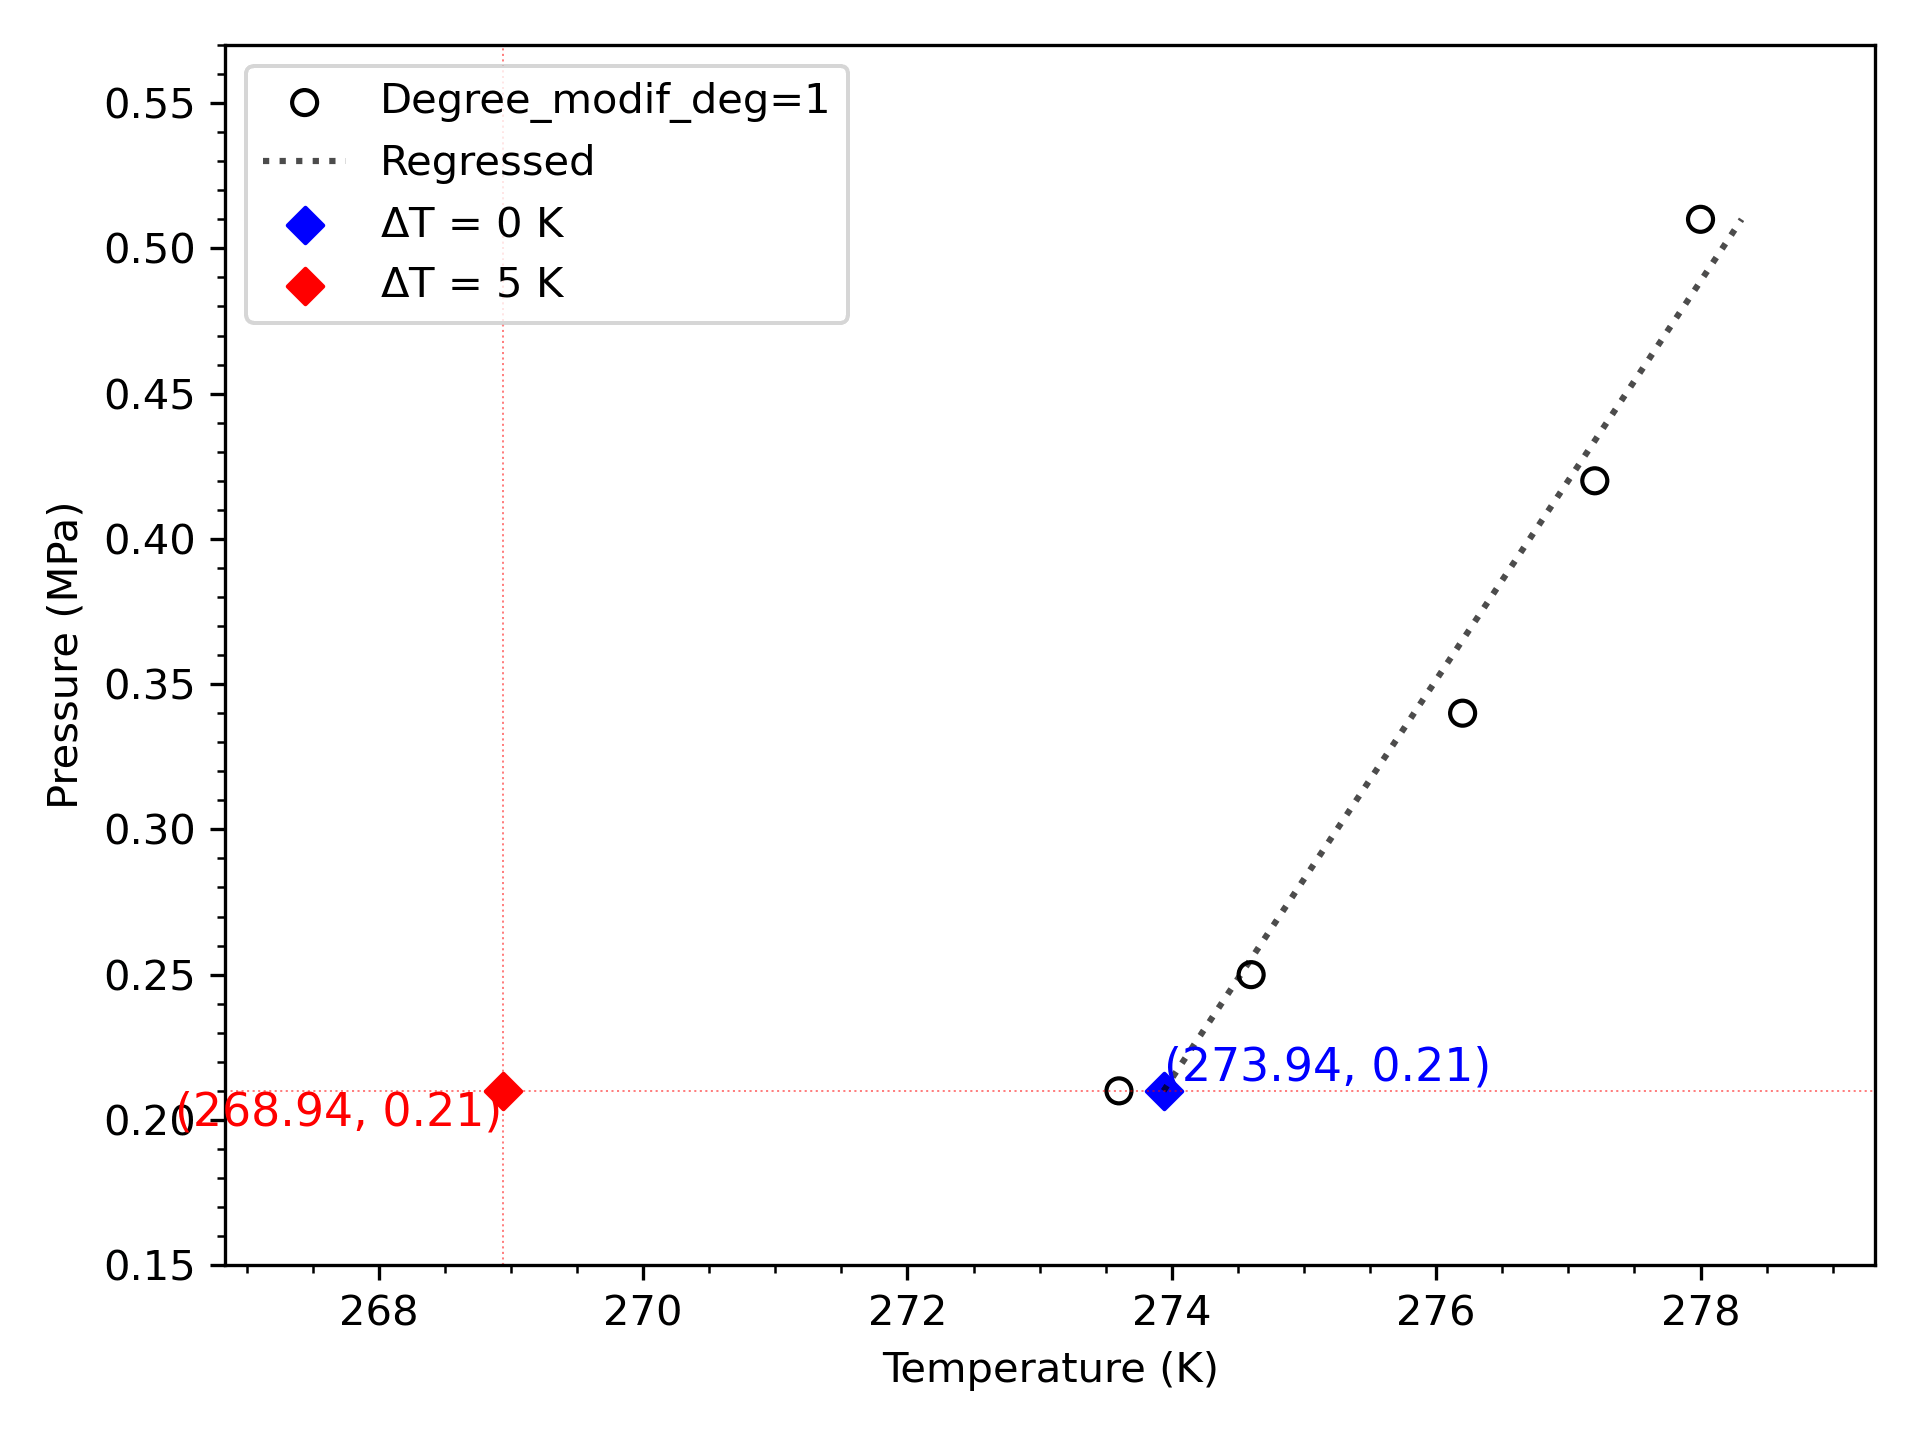 Degree_modif_deg=1
Regressed
ΔT = 0 K
ΔT = 5 K
0.55
0.50
0.45
0.40
0.35
0.30
0.25
0.20
0.15
Pressure (MPa)
(273.94, 0.21)
(268.94, 0.21)
268 270 272 274 276 278
Temperature (K)